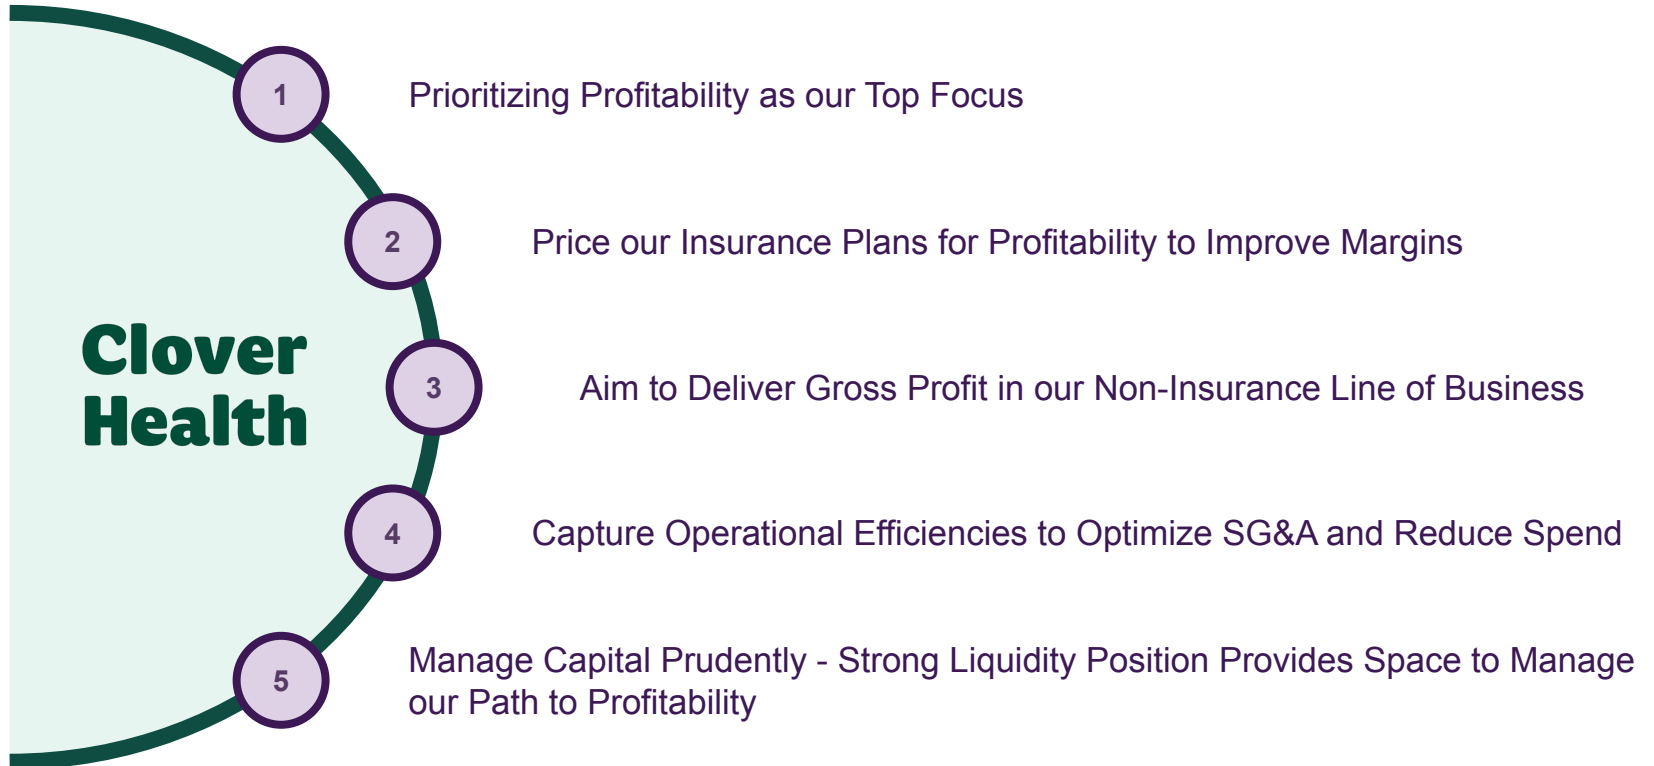 Clover
Health
1
Prioritizing Profitability as our Top Focus
2
Price our Insurance Plans for Profitability to Improve Margins
3
Aim to Deliver Gross Profit in our Non-Insurance Line of Business
4
Capture Operational Efficiencies to Optimize SG&A and Reduce Spend
5
Manage Capital Prudently - Strong Liquidity Position Provides Space to Manage
our Path to Profitability